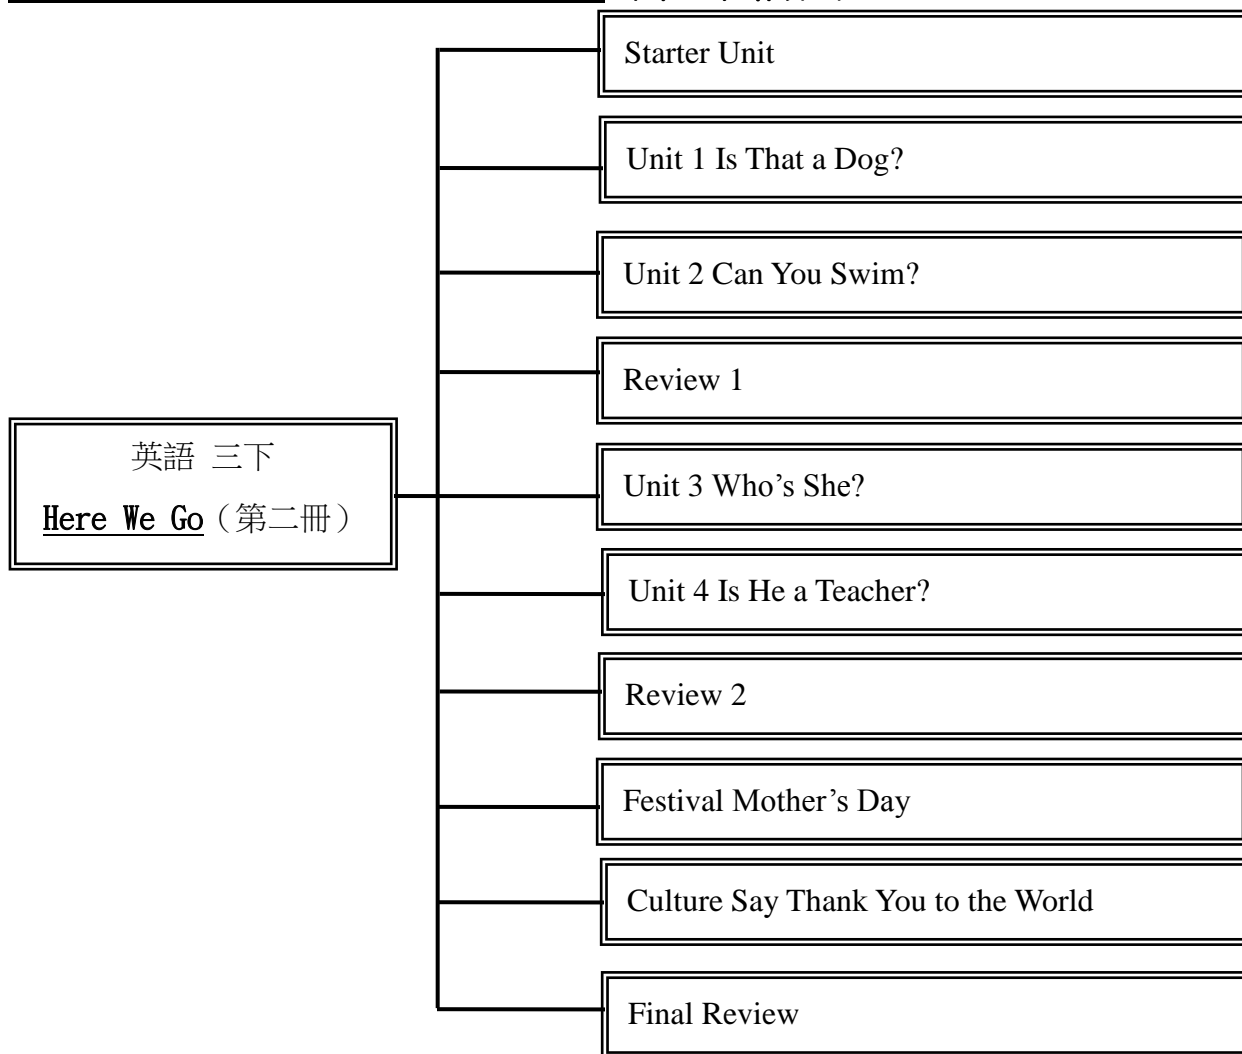 Starter Unit
Unit 1 Is That a Dog?
Unit 2 Can You Swim?
Review 1
英語 三下
Here We Go（第二冊）
Unit 3 Who’s She?
Unit 4 Is He a Teacher?
Review 2
Festival Mother’s Day
Culture Say Thank You to the World
Final Review